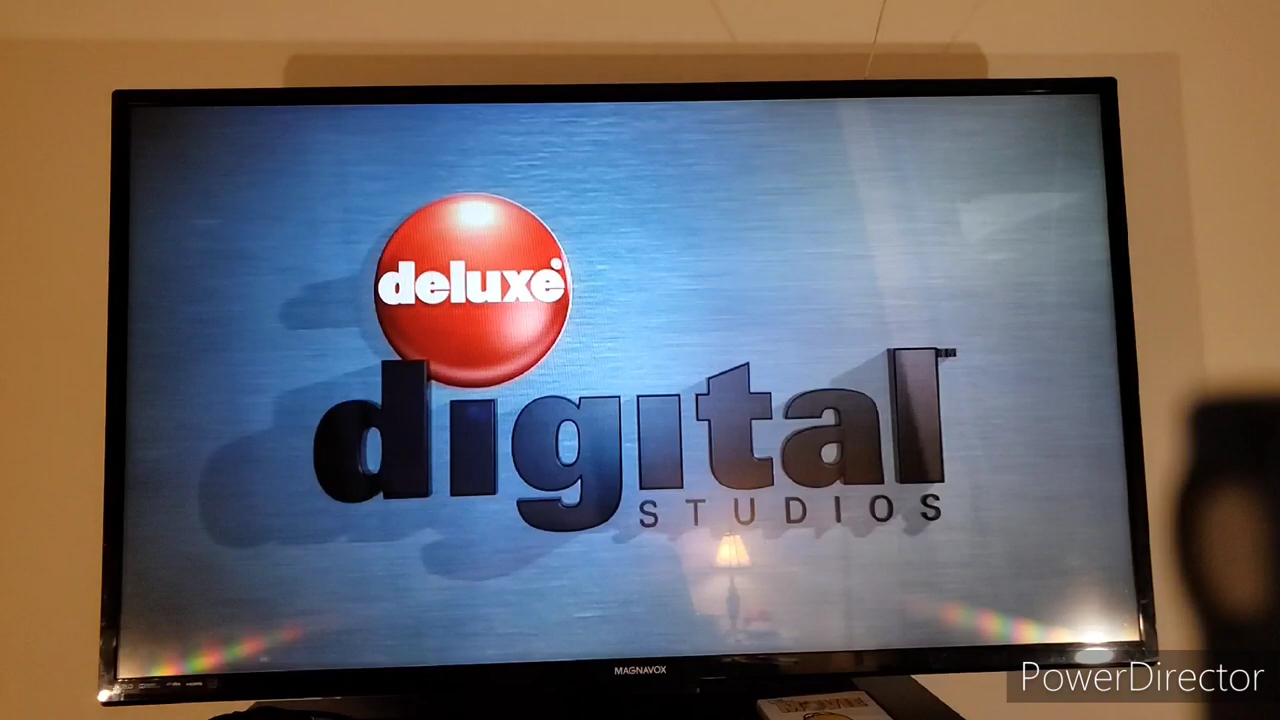 deluxe
digital
STUDIOS
MAGNAVOX
PowerDirector